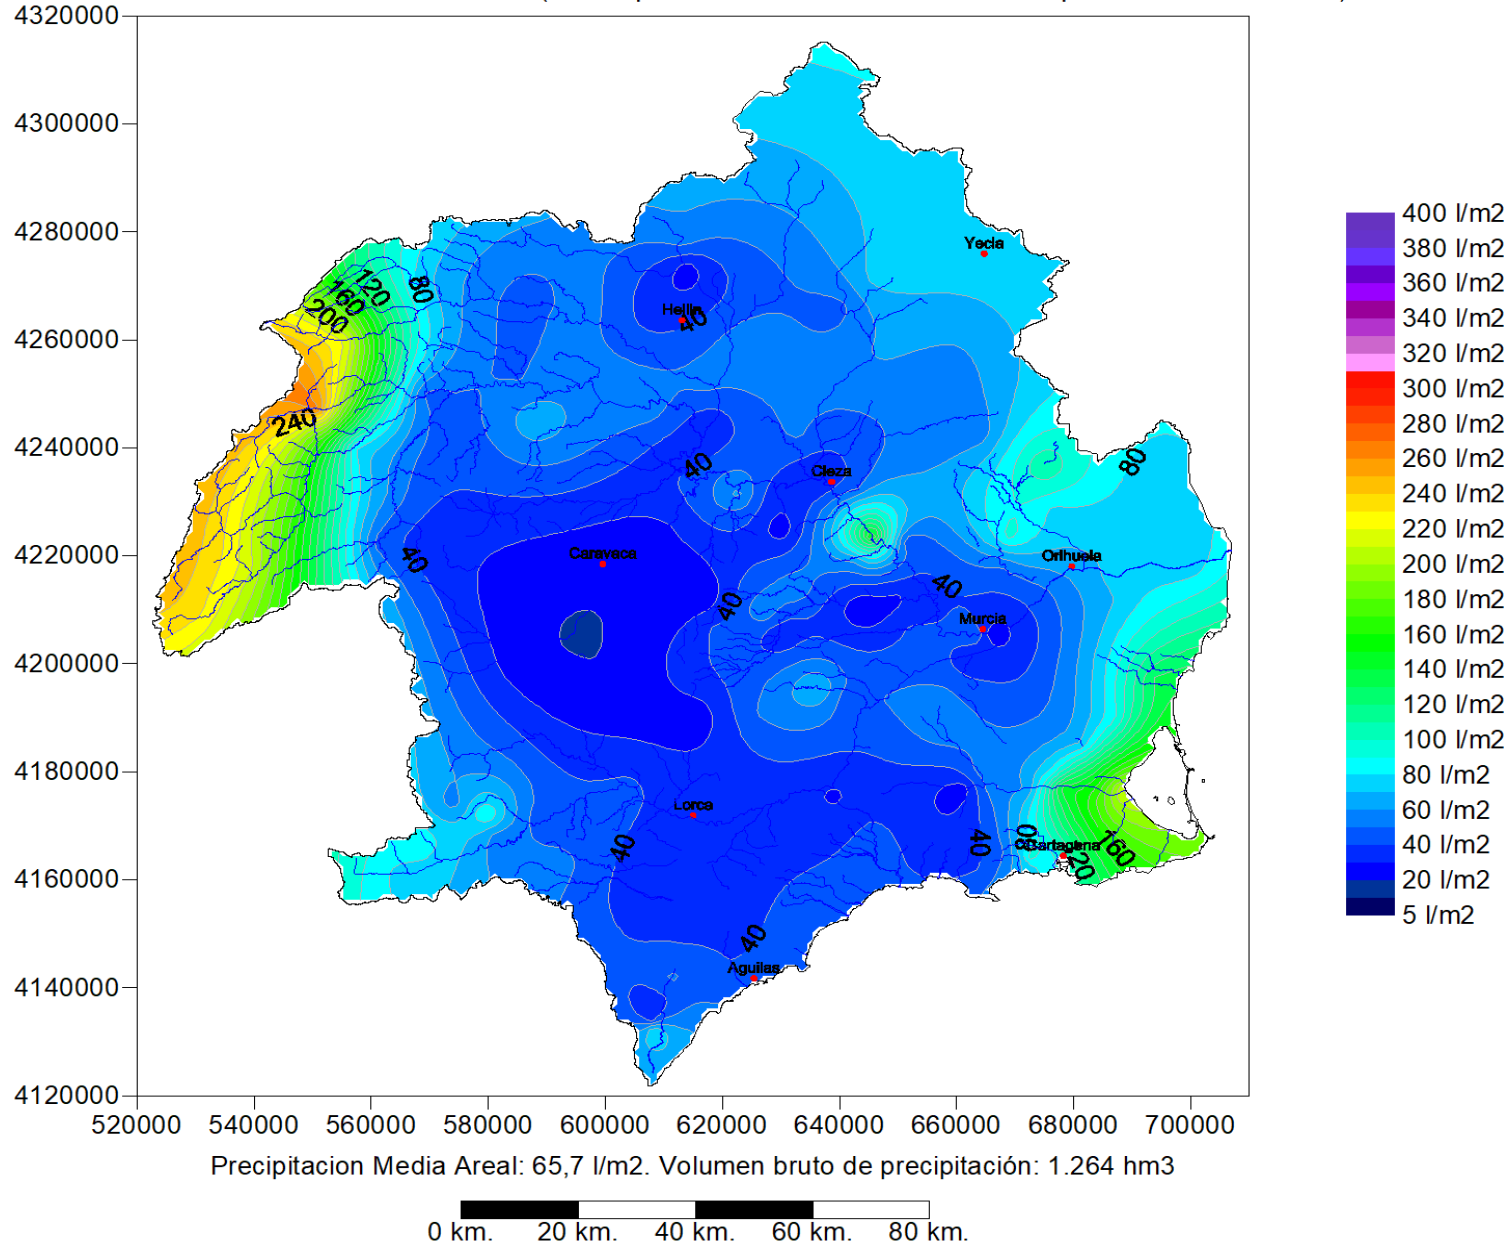 4320000
4300000
4280000
4260000
4240000
4220000
4200000
4180000
4160000
4140000
4120000
520000 540000 560000 580000 600000 620000 640000 660000 680000 700000
Yecla
80
120
160
200
Hellin
40
240
40
80
Cieza
40
Caravaca
Orihuela
40
40
Murcia
Lorca
40
40
80
Cartagena
160
120
40
Aguilas
400 l/m2
380 l/m2
360 l/m2
340 l/m2
320 l/m2
300 l/m2
280 l/m2
260 l/m2
240 l/m2
220 l/m2
200 l/m2
180 l/m2
160 l/m2
140 l/m2
120 l/m2
100 l/m2
80 l/m2
60 l/m2
40 l/m2
20 l/m2
5 l/m2
Precipitacion Media Areal: 65,7 l/m2. Volumen bruto de precipitación: 1.264 hm3
0 km. 20 km. 40 km. 60 km. 80 km.